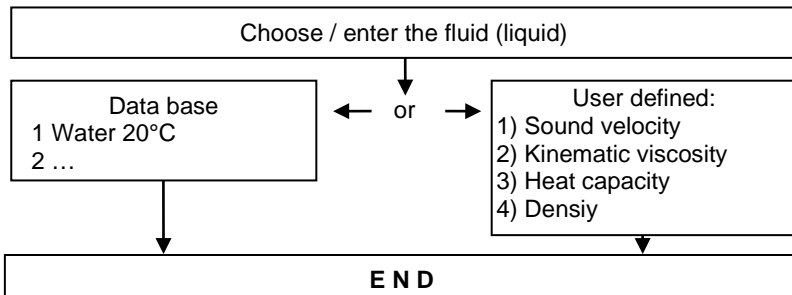 Choose / enter the fluid (liquid)
Data base
1 Water 20°C
2 …
or
User defined:
1) Sound velocity
2) Kinematic viscosity
3) Heat capacity
4) Densiy
E N D